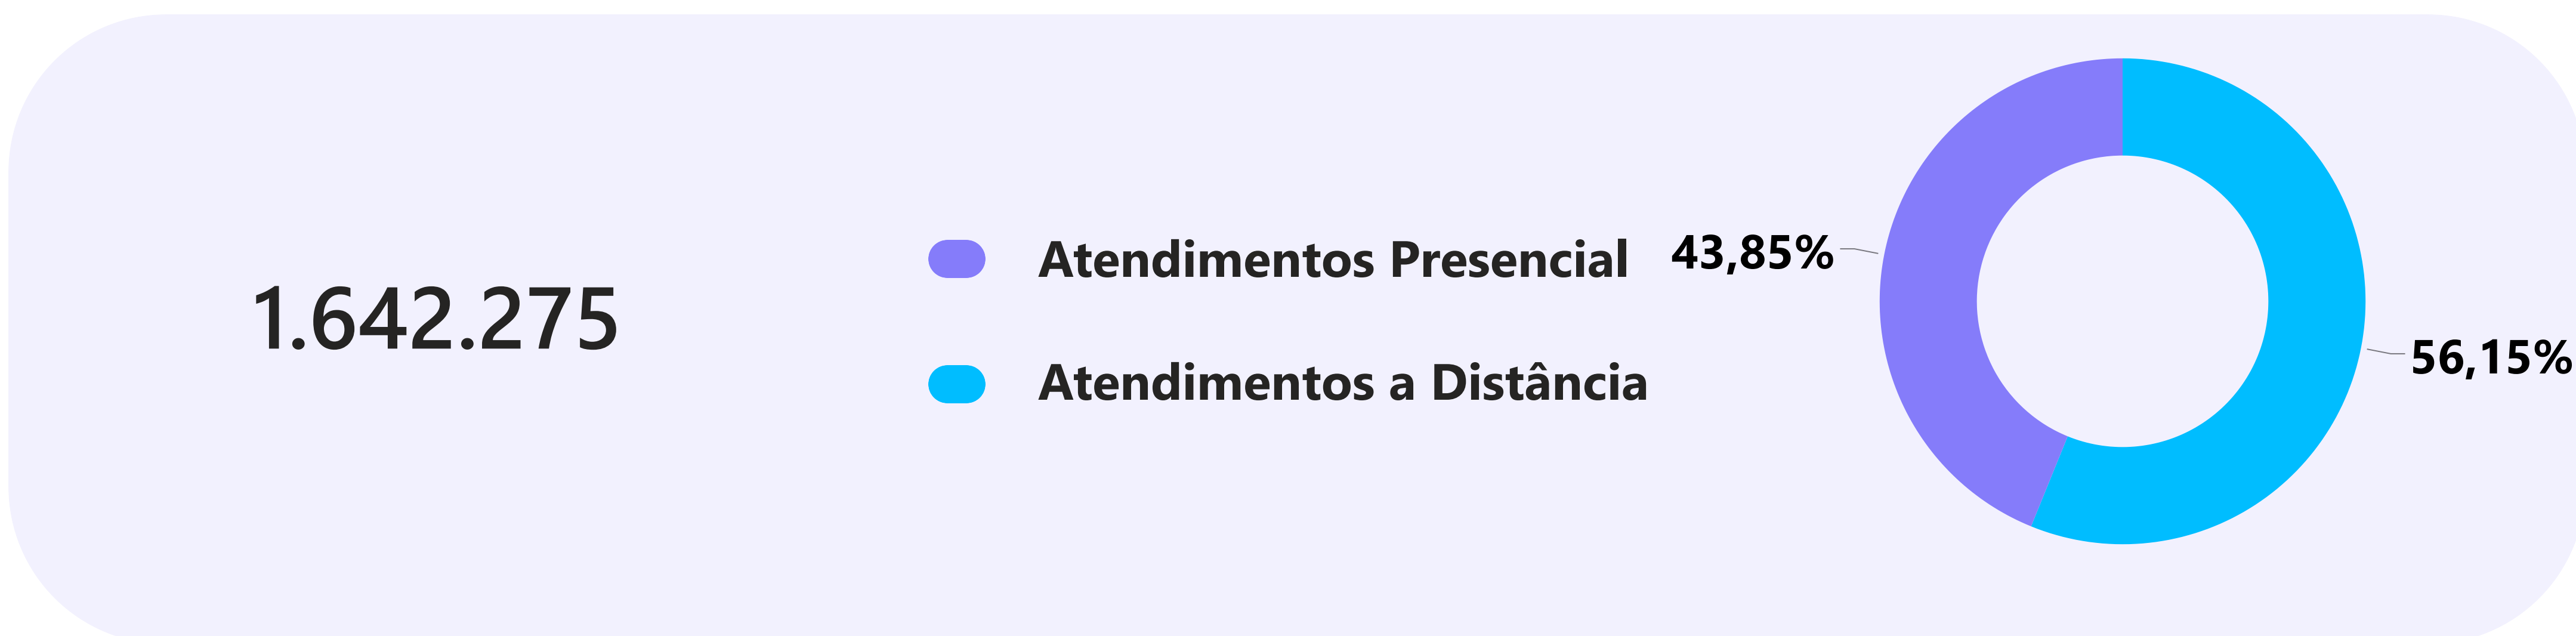 1.642.275
Atendimentos Presencial
Atendimentos a Distância
43,85%
56,15%